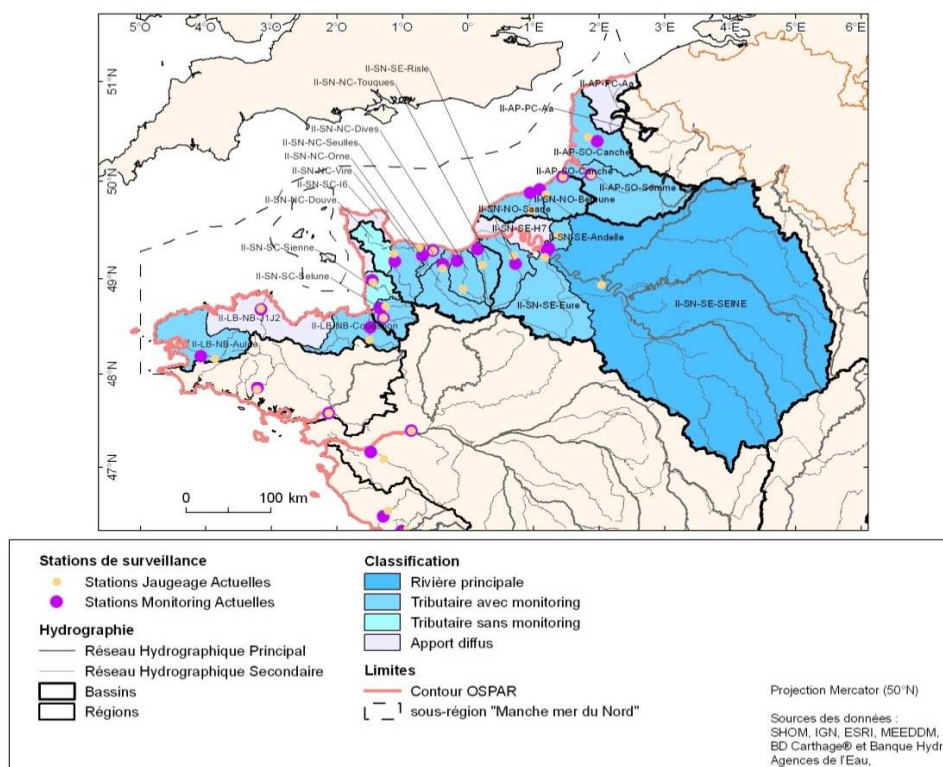 5°O 4°O 3°O 2°O 1°O 0° 1°E 2°E 3°E 4°E 5°E 6°E
51°N
50°N
49°N
48°N
47°N
II-SN-SE-Risle
II-SN-NC-Touques
II-SN-NC-Dives
II-SN-NC-Seulles
II-SN-NC-Orne
II-SN-NC-Vire
II-SN-SC-I6
II-SN-NC-Douve
II-SN-SC-Sienne
II-SN-SC-Selune
II-AP-PC-Aa
II-AP-PC-Aa
II-AP-SO-Canche
II-AP-SO-Canche
II-AP-SO-Somme
II-SN-NO-Bethune
II-SN-NO-Saane
II-SN-SE-H7
II-SN-SE-Andelle
II-SN-SE-SEINE
II-SN-SE-Eure
II-LB-NB-J1J2
II-LB-NB-Couesnon
II-LB-NB-Aulne
0 100 km
Stations de surveillance
Stations Jaugeage Actuelles
Stations Monitoring Actuelles
Hydrographie
Réseau Hydrographique Principal
Réseau Hydrographique Secondaire
Bassins
Régions
Classification
Rivière principale
Tributaire avec monitoring
Tributaire sans monitoring
Apport diffus
Limites
Contour OSPAR
sous-région "Manche mer du Nord"
Projection Mercator (50°N)
Sources des données :
SHOM, IGN, ESRI, MEEDDM,
BD Carthage® et Banque Hydr
Agences de l'Eau,